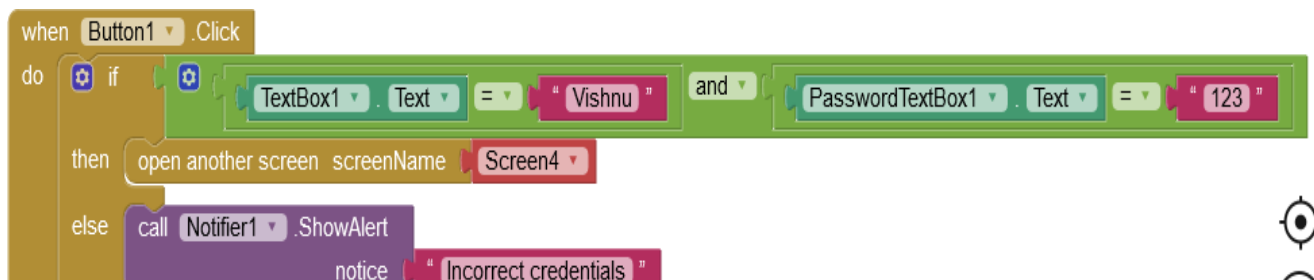 when Button1 .Click
do if TextBox1 . Text = " Vishnu " and PasswordTextBox1 . Text = " 123 "
then open another screen screenName Screen4
else call Notifier1 .ShowAlert
notice " Incorrect credentials "